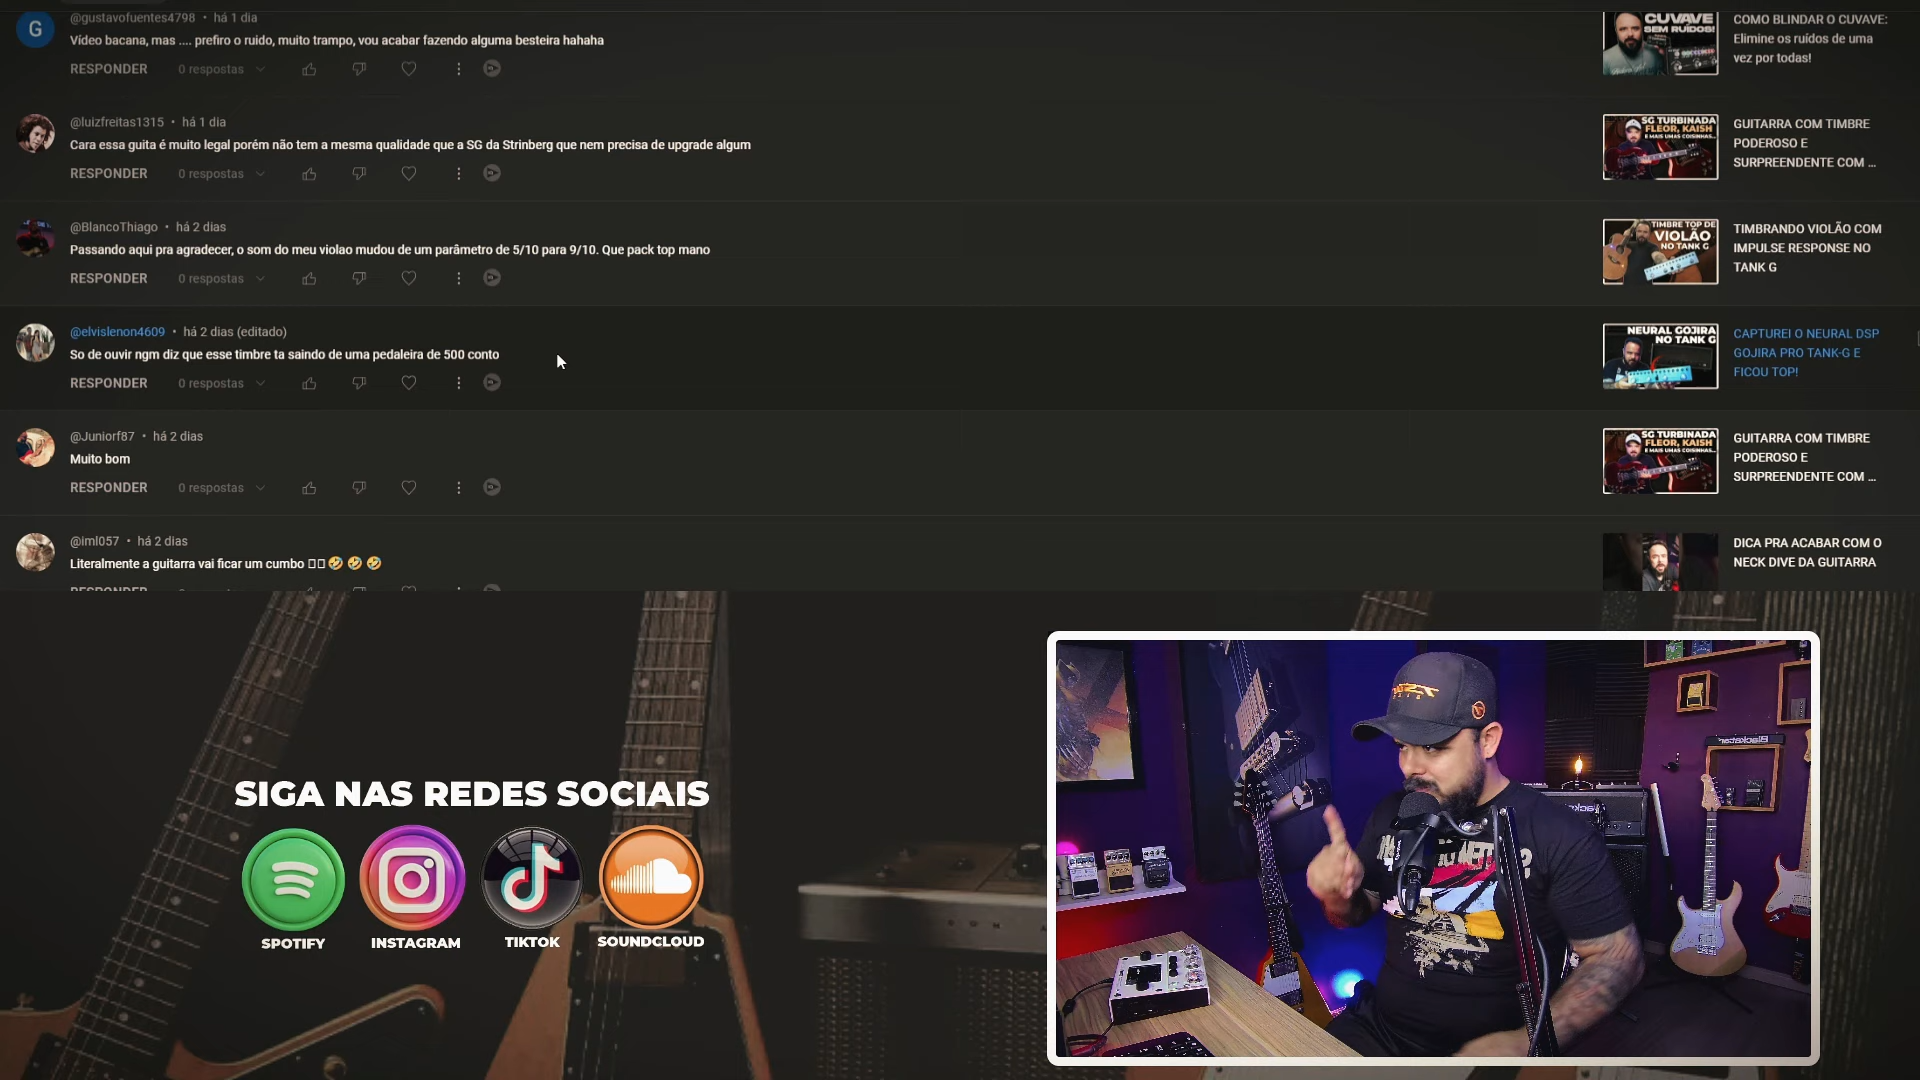 @gustavofuentes4798 • há 1 dia
Vídeo bacana, mas .... prefiro o ruido, muito trampo, vou acabar fazendo alguma besteira hahaha
RESPONDER 0 respostas
CUVAVE
SEM RUÍDOS!
COMO BLINDAR O CUVAVE:
Elimine os ruídos de uma
vez por todas!
@luizfreitas1315 • há 1 dia
Cara essa guita é muito legal porém não tem a mesma qualidade que a SG da Strinberg que nem precisa de upgrade algum
RESPONDER 0 respostas
SG TURBINADA
FLEOR, KAISH
E MAIS UMAS COISINHAS...
GUITARRA COM TIMBRE
PODEROSO E
SURPREENDENTE COM ...
@BlancoThiago • há 2 dias
Passando aqui pra agradecer, o som do meu violao mudou de um parâmetro de 5/10 para 9/10. Que pack top mano
RESPONDER 0 respostas
TIMBRE TOP DE
VIOLÃO
NO TANK G
TIMBRANDO VIOLÃO COM
IMPULSE RESPONSE NO
TANK G
@elvislenon4609 • há 2 dias (editado)
So de ouvir ngm diz que esse timbre ta saindo de uma pedaleira de 500 conto
RESPONDER 0 respostas
NEURAL GOJIRA
NO TANK G
CAPTUREI O NEURAL DSP
GOJIRA PRO TANK-G E
FICOU TOP!
@Juniorf87 • há 2 dias
Muito bom
RESPONDER 0 respostas
SG TURBINADA
FLEOR, KAISH
E MAIS UMAS COISINHAS...
GUITARRA COM TIMBRE
PODEROSO E
SURPREENDENTE COM ...
@iml057 • há 2 dias
Literalmente a guitarra vai ficar um cumbo 🤣 🤣 🤣
DICA PRA ACABAR COM O
NECK DIVE DA GUITARRA
SIGA NAS REDES SOCIAIS
SPOTIFY INSTAGRAM TIKTOK SOUNDCLOUD
Blackstar